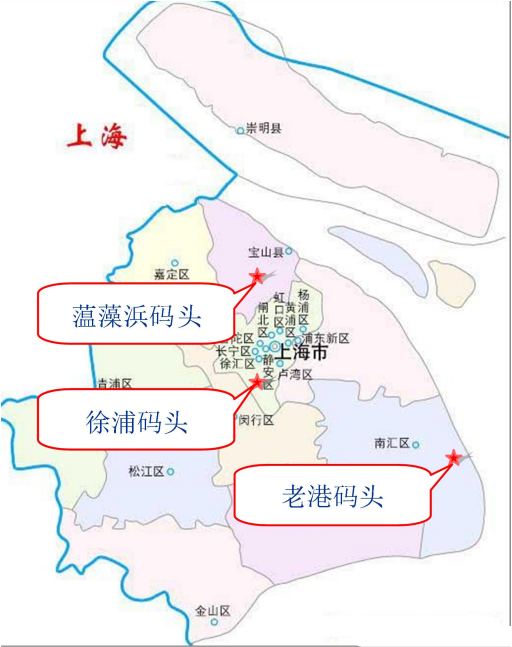 崇明县
上海
宝山县
嘉定区
蕰藻浜码头
虹口区
杨浦区
黄浦区
闸北区
浦东新区
陀区
长宁区
上海市
徐汇区
静安区
卢湾区
青浦区
徐浦码头
闵行区
南汇区
松江区
老港码头
金山区